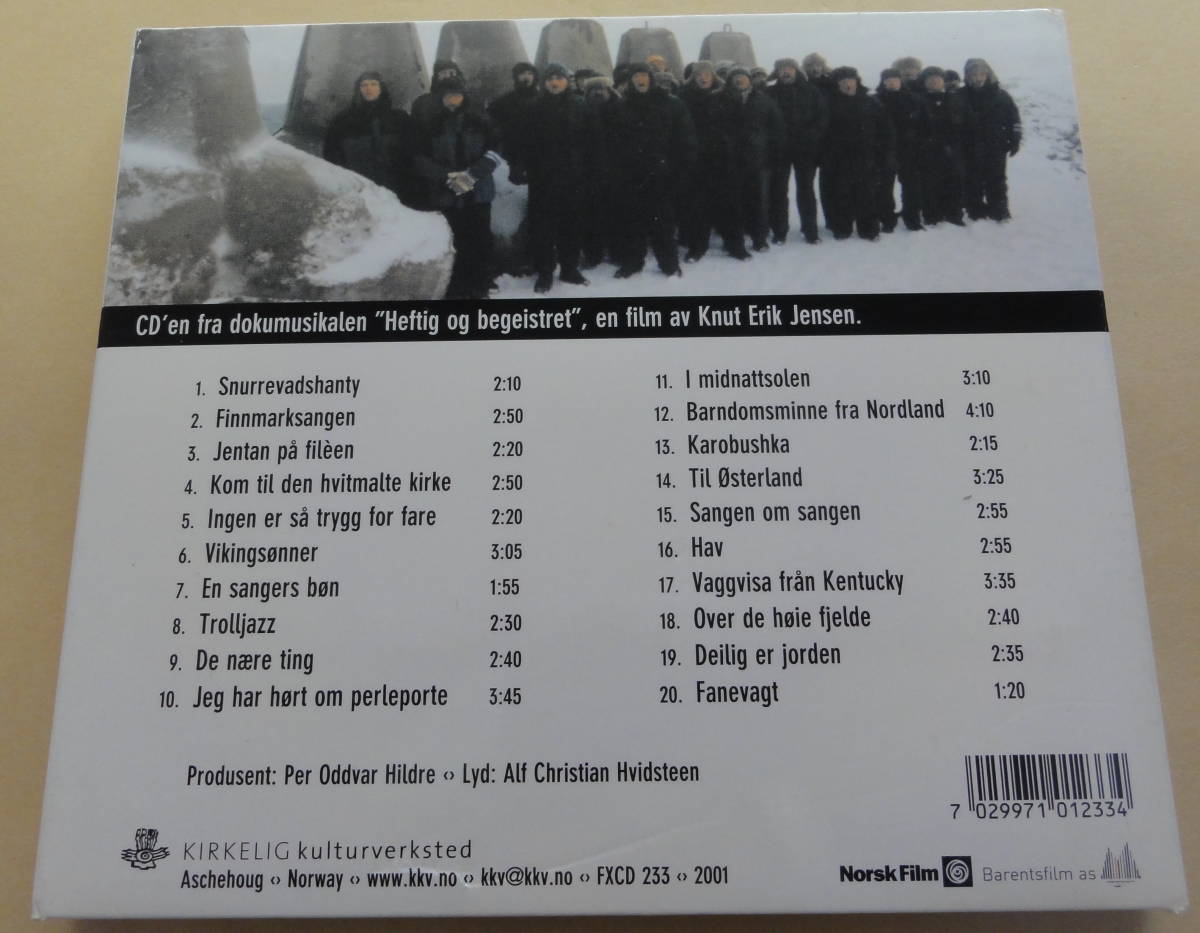 CD´en fra dokumusikalen "Heftig og begeistret", en film av Knut Erik Jensen.
1. Snurrevadshanty 2:10
2. Finnmarksangen 2:50
3. Jentan på filèen 2:20
4. Kom til den hvitmalte kirke 2:50
5. Ingen er så trygg for fare 2:20
6. Vikingsønner 3:05
7. En sangers bøn 1:55
8. Trolljazz 2:30
9. De nære ting 2:40
10. Jeg har hørt om perleporte 3:45
11. I midnattsolen 3:10
12. Barndomsminne fra Nordland 4:10
13. Karobushka 2:15
14. Til Østerland 3:25
15. Sangen om sangen 2:55
16. Hav 2:55
17. Vaggvisa från Kentucky 3:35
18. Over de høie fjelde 2:40
19. Deilig er jorden 2:35
20. Fanevagt 1:20
Produsent: Per Oddvar Hildre ‹› Lyd: Alf Christian Hvidsteen
7 029971 012334
KIRKELIG kulturverksted
Aschehoug ‹› Norway ‹› www.kkv.no ‹› kkv@kkv.no ‹› FXCD 233 ‹› 2001
Norsk Film
Barentsfilm as